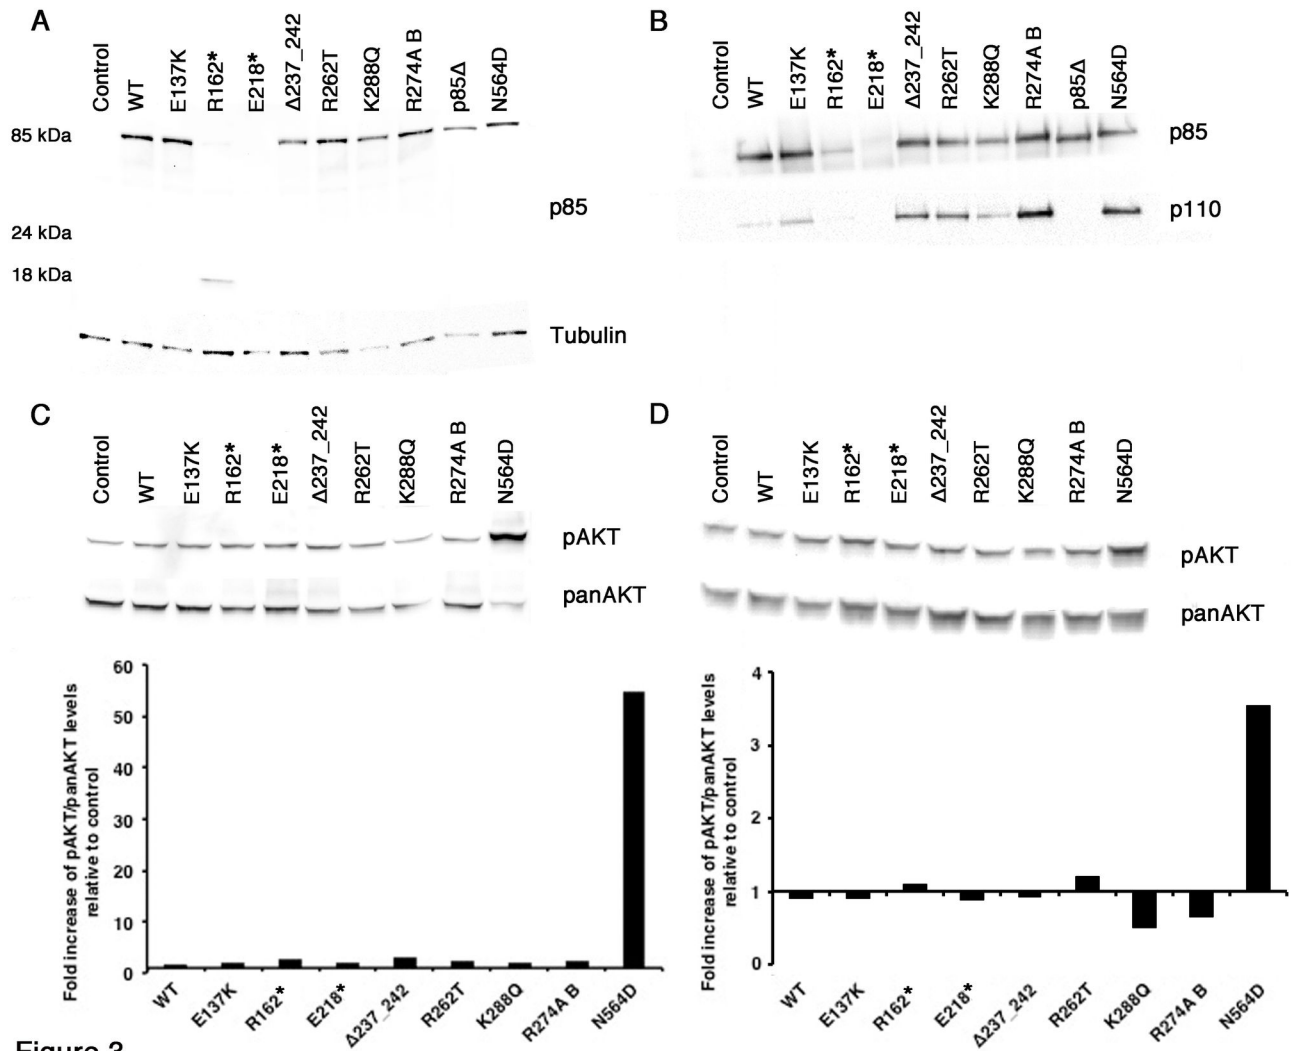 A
Control
WT
E137K
R162*
E218*
Δ237_242
R262T
K288Q
R274A B
p85Δ
N564D
85 kDa
24 kDa
18 kDa
p85
Tubulin
B
Control
WT
E137K
R162*
E218*
Δ237_242
R262T
K288Q
R274A B
p85Δ
N564D
p85
p110
C
Control
WT
E137K
R162*
E218*
Δ237_242
R262T
K288Q
R274A B
N564D
pAKT
panAKT
Fold increase of pAKT/panAKT levels
relative to control
60
50
40
30
20
10
0
WT
E137K
R162*
E218*
Δ237_242
R262T
K288Q
R274A B
N564D
D
Control
WT
E137K
R162*
E218*
Δ237_242
R262T
K288Q
R274A B
N564D
pAKT
panAKT
Fold increase of pAKT/panAKT levels
relative to control
4
3
2
1
0
WT
E137K
R162*
E218*
Δ237_242
R262T
K288Q
R274A B
N564D
Figure 3